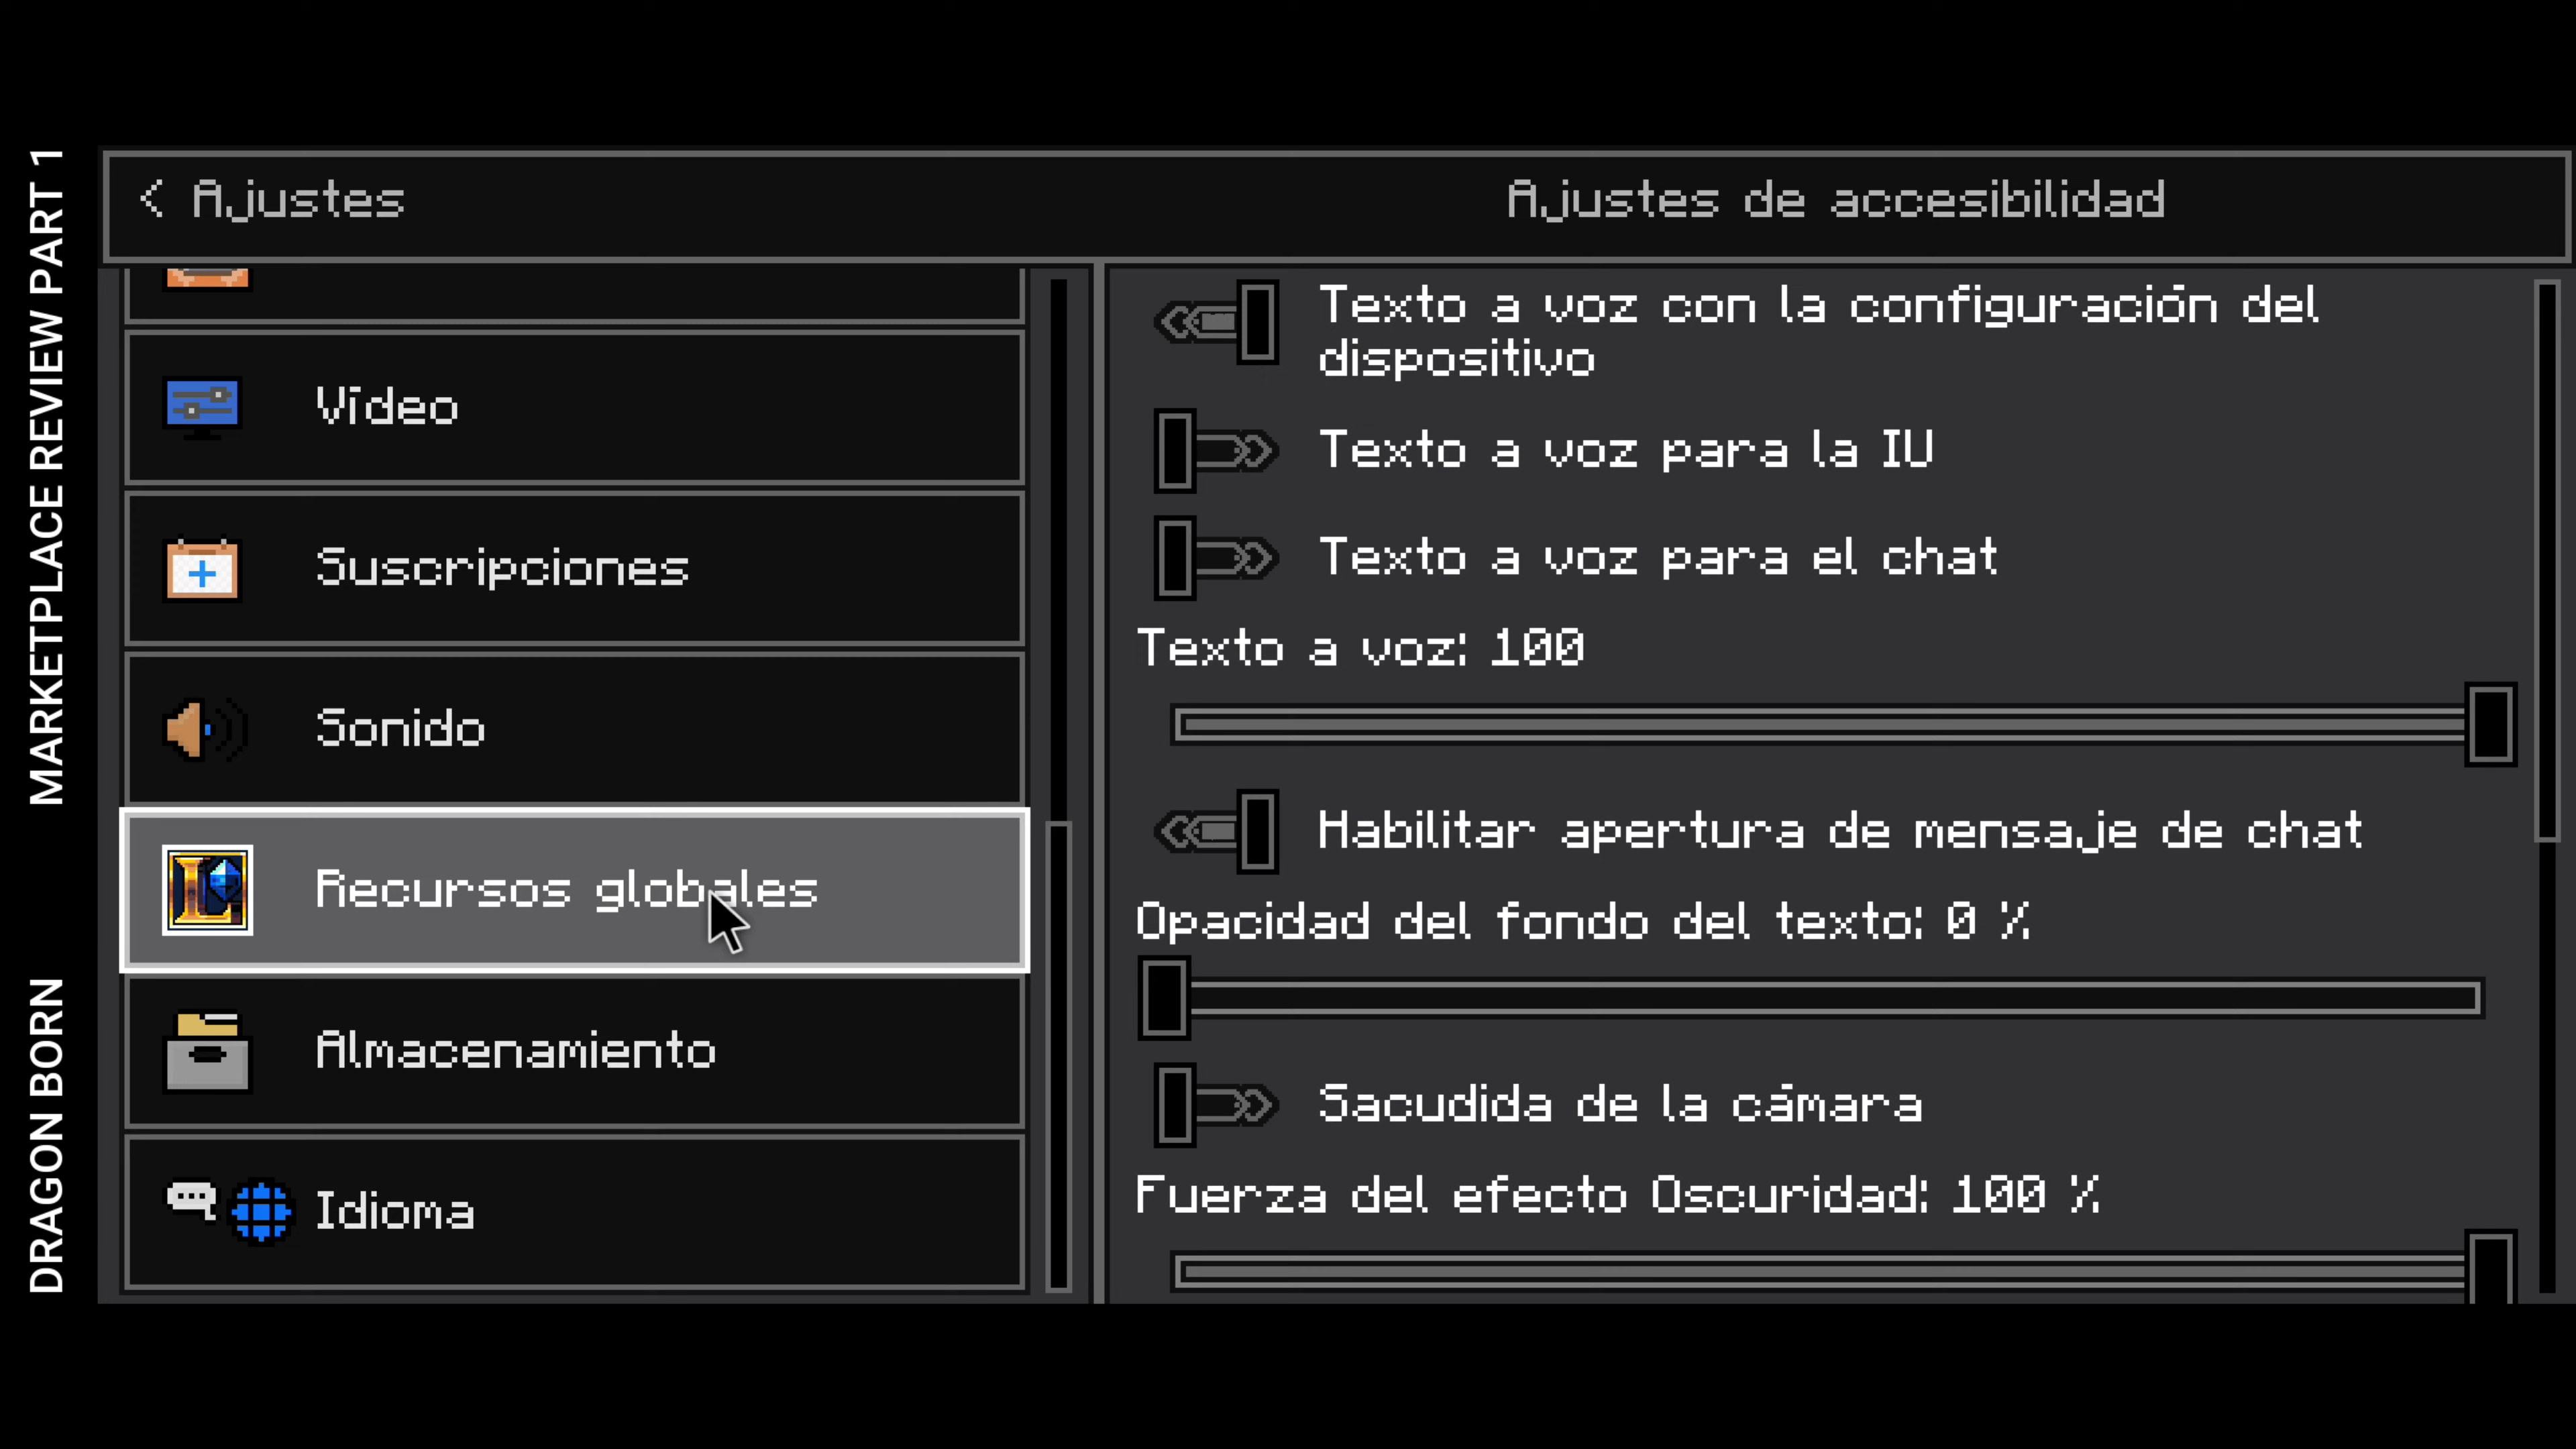 MARKETPLACE REVIEW PART 1
DRAGON BORN
< Ajustes
Ajustes de accesibilidad
Vídeo
Suscripciones
Sonido
Recursos globales
Almacenamiento
Idioma
Texto a voz con la configuración del
dispositivo
Texto a voz para la IU
Texto a voz para el chat
Texto a voz: 100
Habilitar apertura de mensaje de chat
Opacidad del fondo del texto: 0 %
Sacudida de la cámara
Fuerza del efecto Oscuridad: 100 %